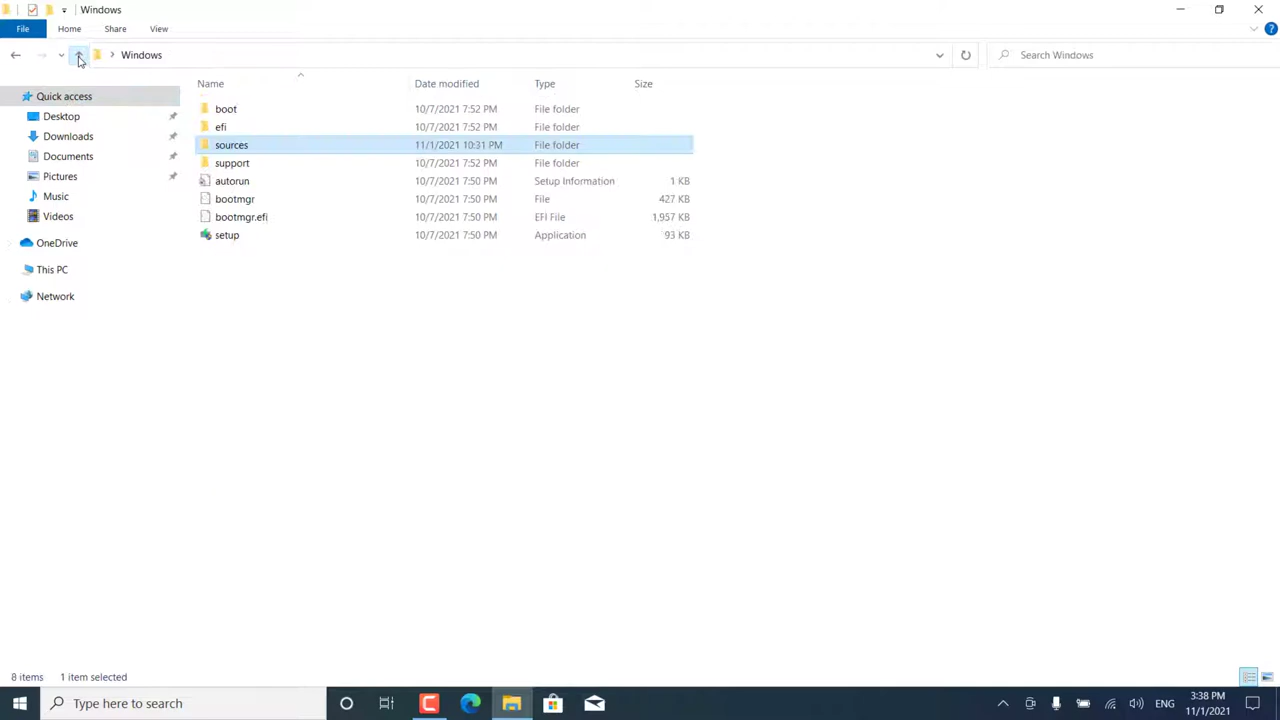 Windows
File Home Share View
Windows Search Windows
Name Date modified Type Size
Quick access
Desktop
Downloads
Documents
Pictures
Music
Videos
OneDrive
This PC
Network
boot 10/7/2021 7:52 PM File folder
efi 10/7/2021 7:52 PM File folder
sources 11/1/2021 10:31 PM File folder
support 10/7/2021 7:52 PM File folder
autorun 10/7/2021 7:50 PM Setup Information 1 KB
bootmgr 10/7/2021 7:50 PM File 427 KB
bootmgr.efi 10/7/2021 7:50 PM EFI File 1,957 KB
setup 10/7/2021 7:50 PM Application 93 KB
8 items 1 item selected
Type here to search
ENG
3:38 PM
11/1/2021